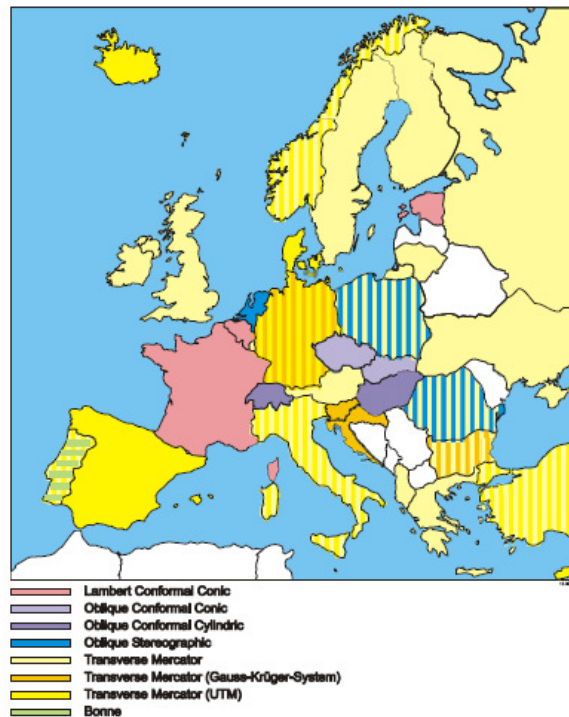 Lambert Conformal Conic
Oblique Conformal Conic
Oblique Conformal Cylindric
Oblique Stereographic
Transverse Mercator
Transverse Mercator (Gauss-Krüger-System)
Transverse Mercator (UTM)
Bonne